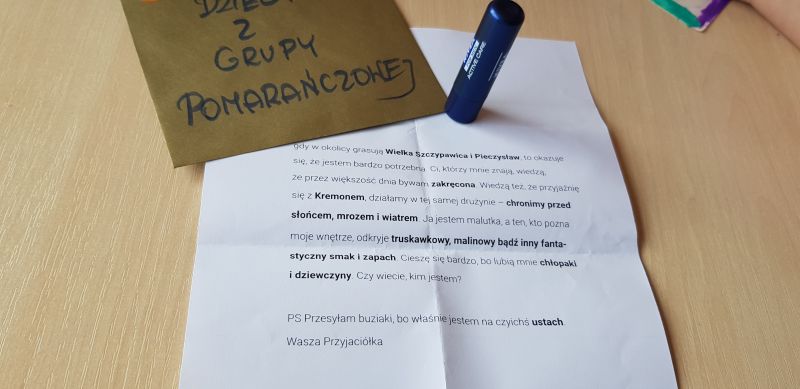 DZIECI
Z
GRUPY
POMARAŃCZOWEJ
ACTIVE CARE
gdy w okolicy grasują Wielka Szczypawica i Pieczysław, to okazuje
się, że jestem bardzo potrzebna. Ci, którzy mnie znają, wiedzą,
że przez większość dnia bywam zakręcona. Wiedzą też, że przyjaźnię
się z Kremonem, działamy w tej samej drużynie – chronimy przed
słońcem, mrozem i wiatrem. Ja jestem malutka, a ten, kto pozna
moje wnętrze, odkryje truskawkowy, malinowy bądź inny fanta-
styczny smak i zapach. Cieszę się bardzo, bo lubią mnie chłopaki
i dziewczyny. Czy wiecie, kim jestem?
PS Przesyłam buziaki, bo właśnie jestem na czyichś ustach.
Wasza Przyjaciółka